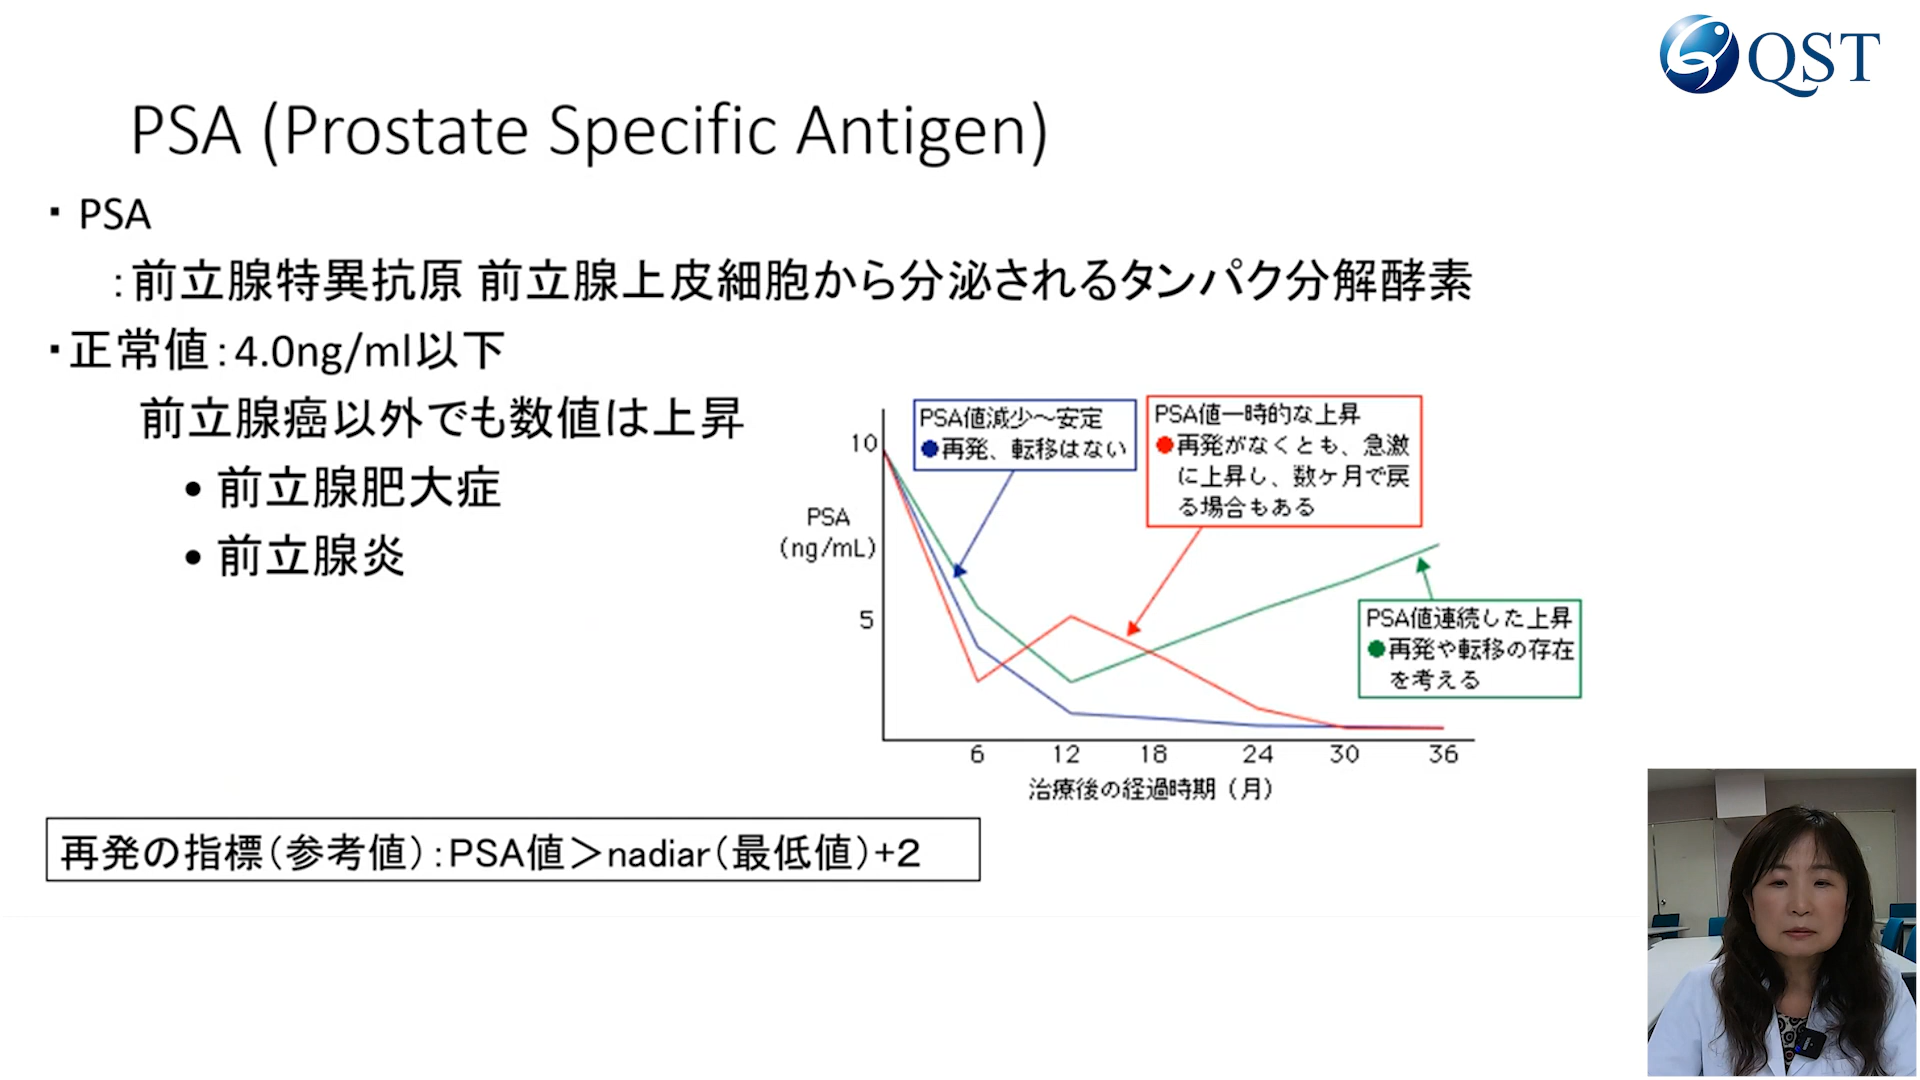 QST
PSA (Prostate Specific Antigen)
・ PSA
：前立腺特異抗原 前立腺上皮細胞から分泌されるタンパク分解酵素
・正常値：4.0ng/ml以下
前立腺癌以外でも数値は上昇
• 前立腺肥大症
• 前立腺炎
PSA値減少～安定
●再発、転移はない
PSA値一時的な上昇
●再発がなくとも、急激
に上昇し、数ケ月で戻
る場合もある
PSA値連続した上昇
●再発や転移の存在
を考える
10
PSA
(ng/mL)
5
6 12 18 24 30 36
治療後の経過時期（月）
再発の指標（参考値）：PSA値＞nadiar（最低値）+2